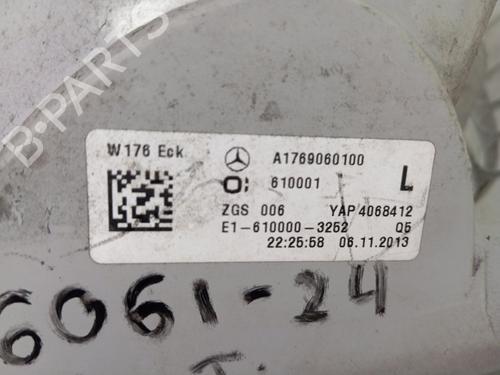 B-PARTS
W176 Eck A1769060100
O: 610001 L
ZGS 006 YAP 4068412
E1-610000-3252 Q5
22:25:58 06.11.2013
6061-24